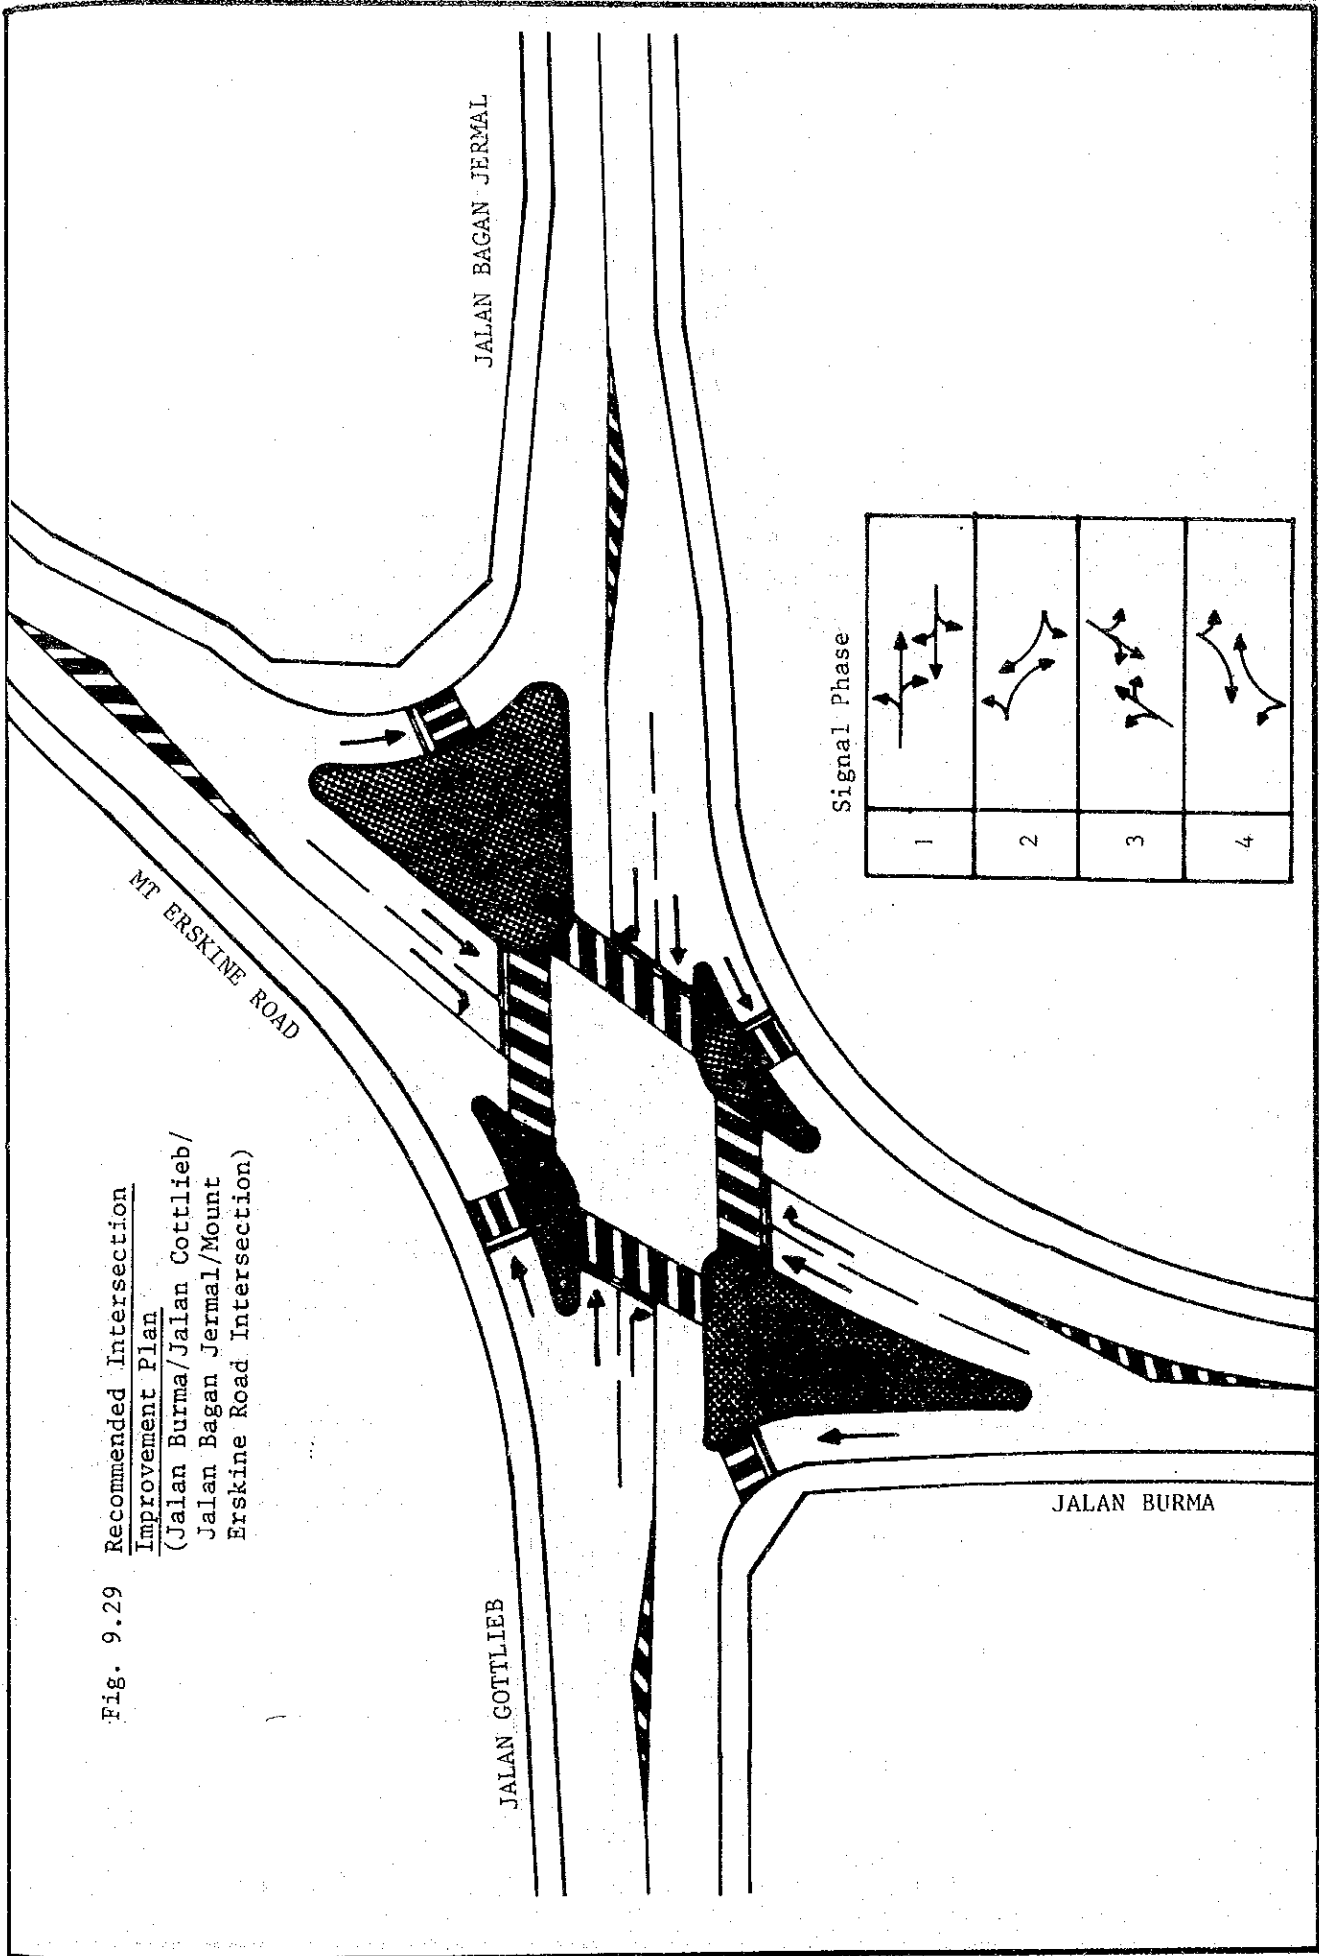 Fig. 9.29 Recommended Intersection
Improvement Plan
(Jalan Burma/Jalan Cottlieb/
Jalan Bagan Jermal/Mount
Erskine Road Intersection)
MT ERSKINE ROAD
JALAN BAGAN JERMAL
JALAN GOTTLIEB
JALAN BURMA
Signal Phase
1
2
3
4